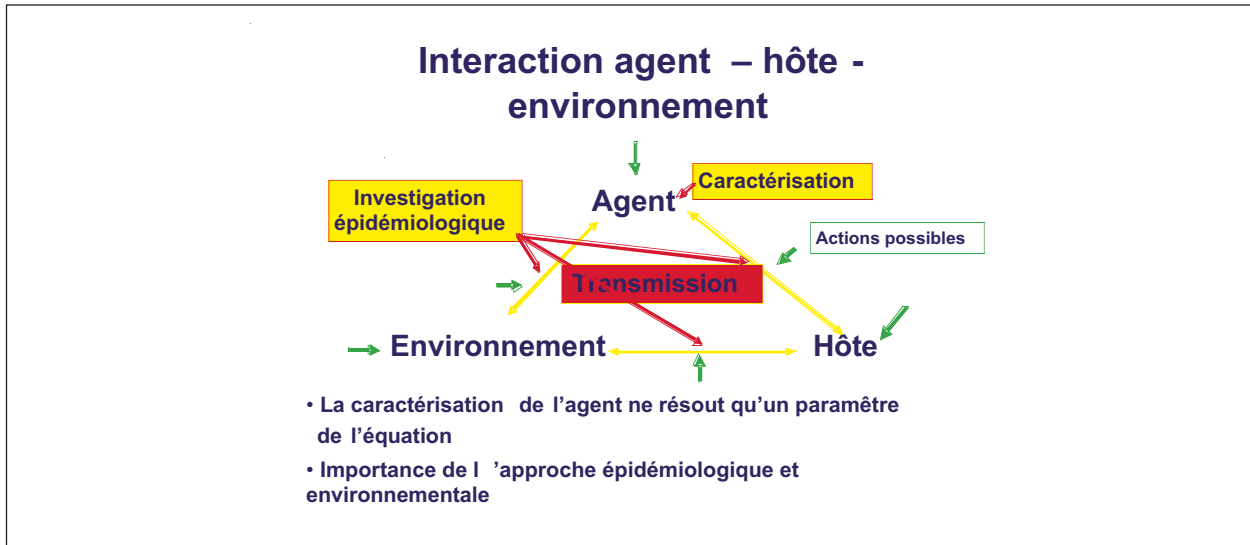 Interaction agent – hôte -
environnement
Caractérisation
Investigation
épidémiologique
Agent
Actions possibles
Transmission
Environnement
Hôte
• La caractérisation de l’agent ne résout qu’un paramêtre
de l’équation
• Importance de l ’approche épidémiologique et
environnementale